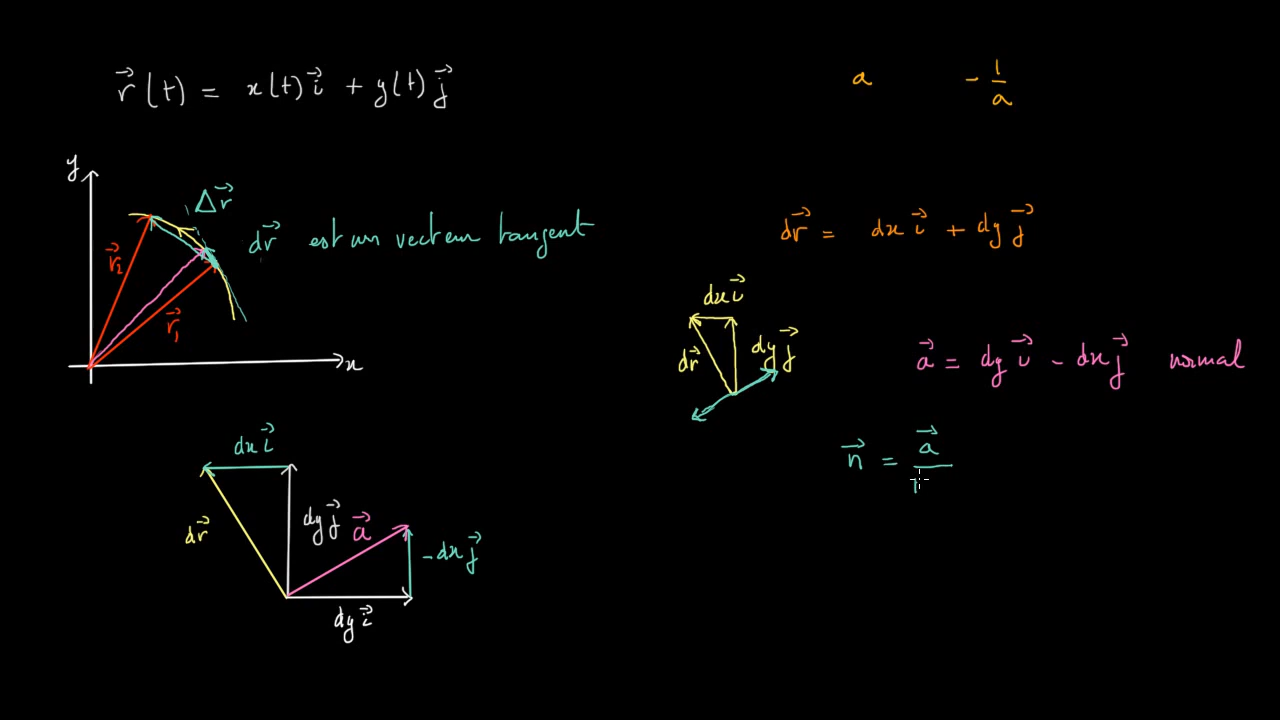 r⃗(t) = x(t)i⃗ + y(t)j⃗
a    - 1/a
y
Δr⃗
dr⃗ est un vecteur tangent
dr⃗ = dx i⃗ + dy j⃗
r⃗₂
r⃗₁
x
dx i⃗
dr⃗
dy j⃗
a⃗ = dy i⃗ - dx j⃗ normal
n⃗ = a⃗
dx i⃗
dr⃗
dy j⃗
a⃗
-dx j⃗
dy i⃗